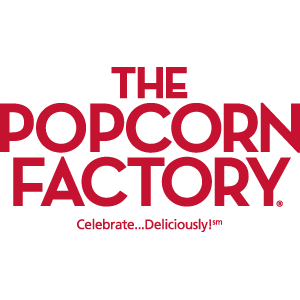 THE
POPCORN
FACTORY®
Celebrate...Deliciously!℠